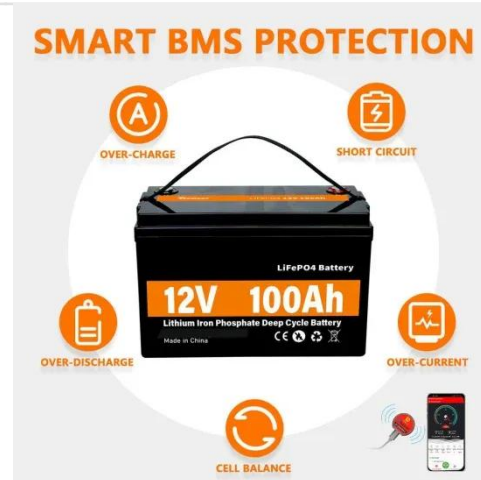 SMART BMS PROTECTION
A
OVER-CHARGE
SHORT CIRCUIT
LiFePO4 Battery
12V 100Ah
Lithium Iron Phosphate Deep Cycle Battery
Made in China
CE
OVER-DISCHARGE
OVER-CURRENT
CELL BALANCE